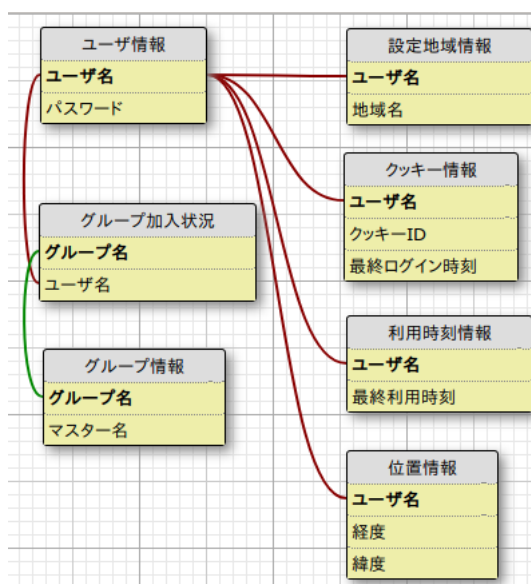 ユーザ情報
ユーザ名
パスワード
グループ加入状況
グループ名
ユーザ名
グループ情報
グループ名
マスター名
設定地域情報
ユーザ名
地域名
クッキー情報
ユーザ名
クッキーID
最終ログイン時刻
利用時刻情報
ユーザ名
最終利用時刻
位置情報
ユーザ名
経度
緯度